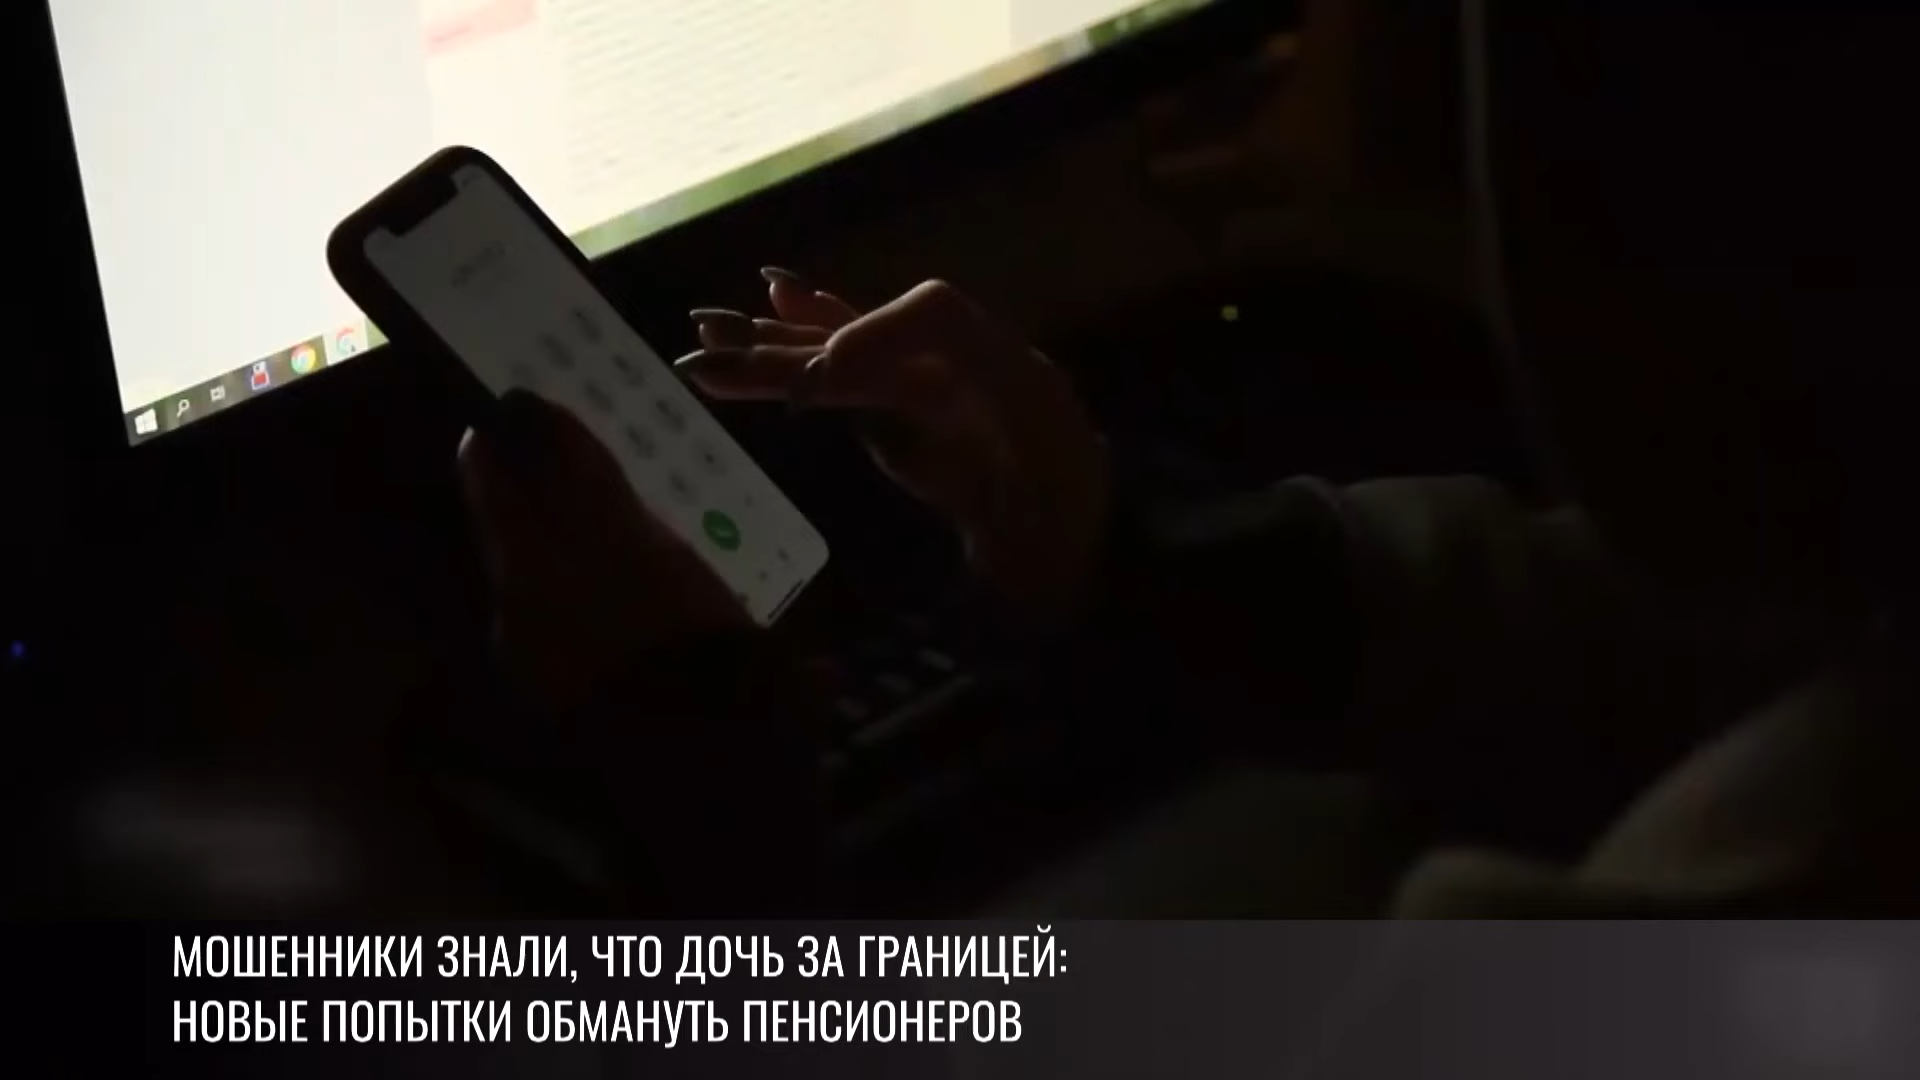 МОШЕННИКИ ЗНАЛИ, ЧТО ДОЧЬ ЗА ГРАНИЦЕЙ:
НОВЫЕ ПОПЫТКИ ОБМАНУТЬ ПЕНСИОНЕРОВ